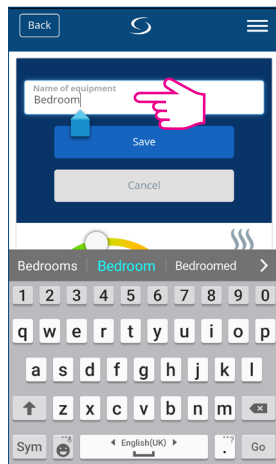 Back
Name of equipment
Bedroom
Save
Cancel
Bedrooms Bedroom Bedroomed
1 2 3 4 5 6 7 8 9 0
q w e r t y u i o p
a s d f g h j k l
z x c v b n m
Sym English(UK) . ? Go